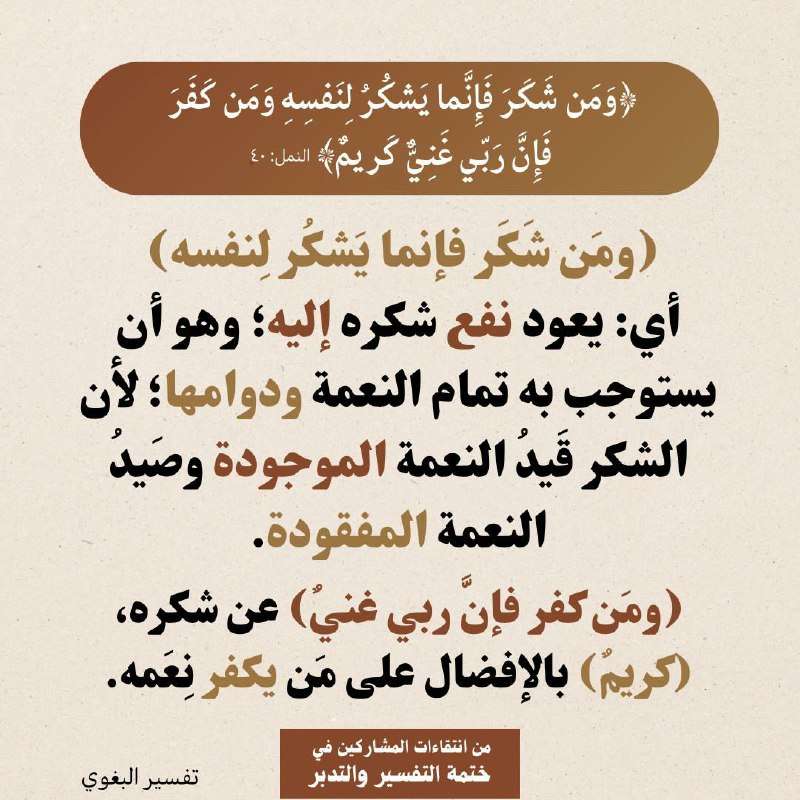 ﴿وَمَن شَكَرَ فَإِنَّما يَشكُرُ لِنَفسِهِ وَمَن كَفَرَ
فَإِنَّ رَبّي غَنِيٌّ كَريمٌ﴾ النمل: ٤٠
(ومَن شَكَر فإنما يَشكُر لِنفسه)
أي: يعود نفع شكره إليه؛ وهو أن
يستوجب به تمام النعمة ودوامها؛ لأن
الشكر قَيدُ النعمة الموجودة وصَيدُ
النعمة المفقودة.
(ومَن كفر فإنَّ ربي غنيٌ) عن شكره،
(كريمٌ) بالإفضال على مَن يكفر نِعَمه.
من انتقاءات المشاركين في
ختمة التفسير والتدبر
تفسير البغوي